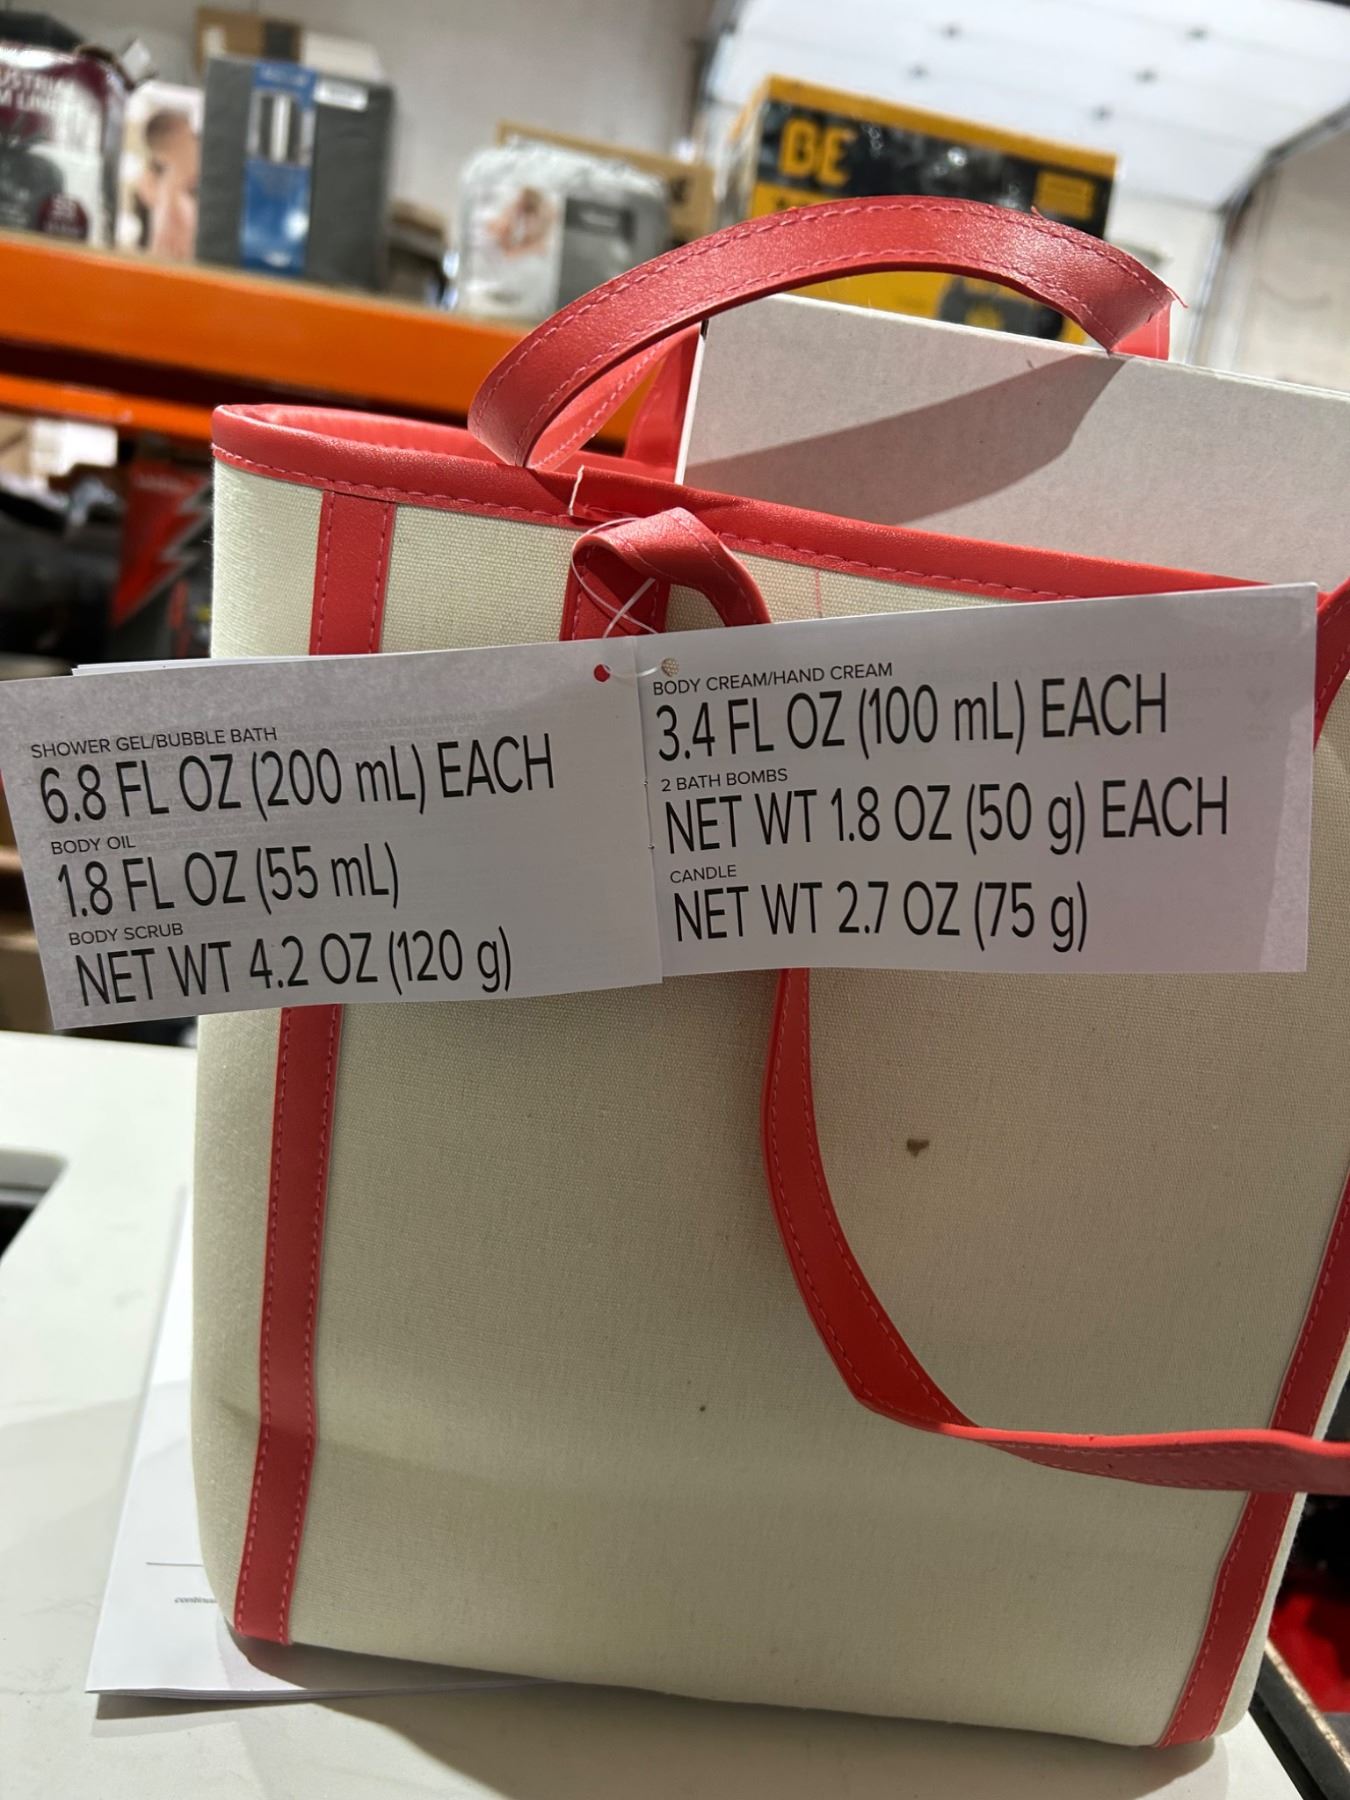 SHOWER GEL/BUBBLE BATH
6.8 FL OZ (200 mL) EACH
BODY OIL
1.8 FL OZ (55 mL)
BODY SCRUB
NET WT 4.2 OZ (120 g)
BODY CREAM/HAND CREAM
3.4 FL OZ (100 mL) EACH
2 BATH BOMBS
NET WT 1.8 OZ (50 g) EACH
CANDLE
NET WT 2.7 OZ (75 g)
BE